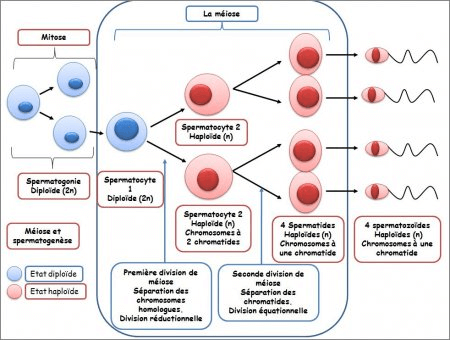 La méiose
Mitose
Spermatocyte 2
Haploïde (n)
Spermatogonie
Diploïde (2n)
Spermatocyte
1
Diploïde (2n)
Spermatocyte 2
Haploïde (n)
Chromosomes à
2 chromatides
4 Spermatides
Haploïdes (n)
Chromosomes à
une chromatide
4 spermatozoïdes
Haploïdes (n)
Chromosomes à une
chromatide
Méiose et
spermatogenèse
Etat diploïde
Etat haploïde
Première division de
méiose
Séparation des
chromosomes
homologues,
Division réductionnelle
Seconde division de
méiose
Séparation des
chromatides,
Division équationnelle